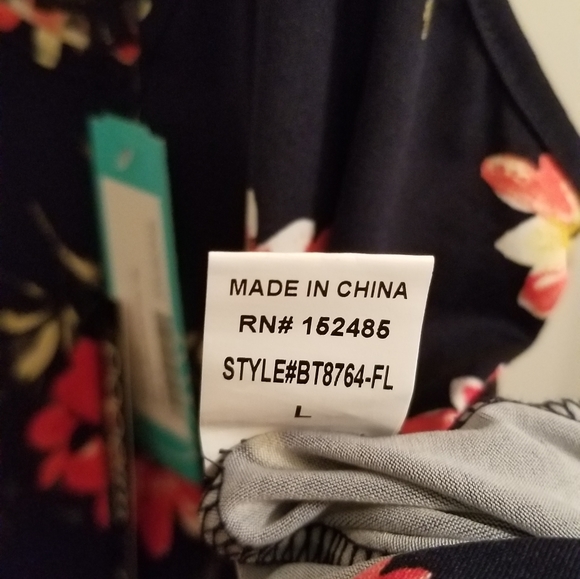 MADE IN CHINA
RN# 152485
STYLE#BT8764-FL
L